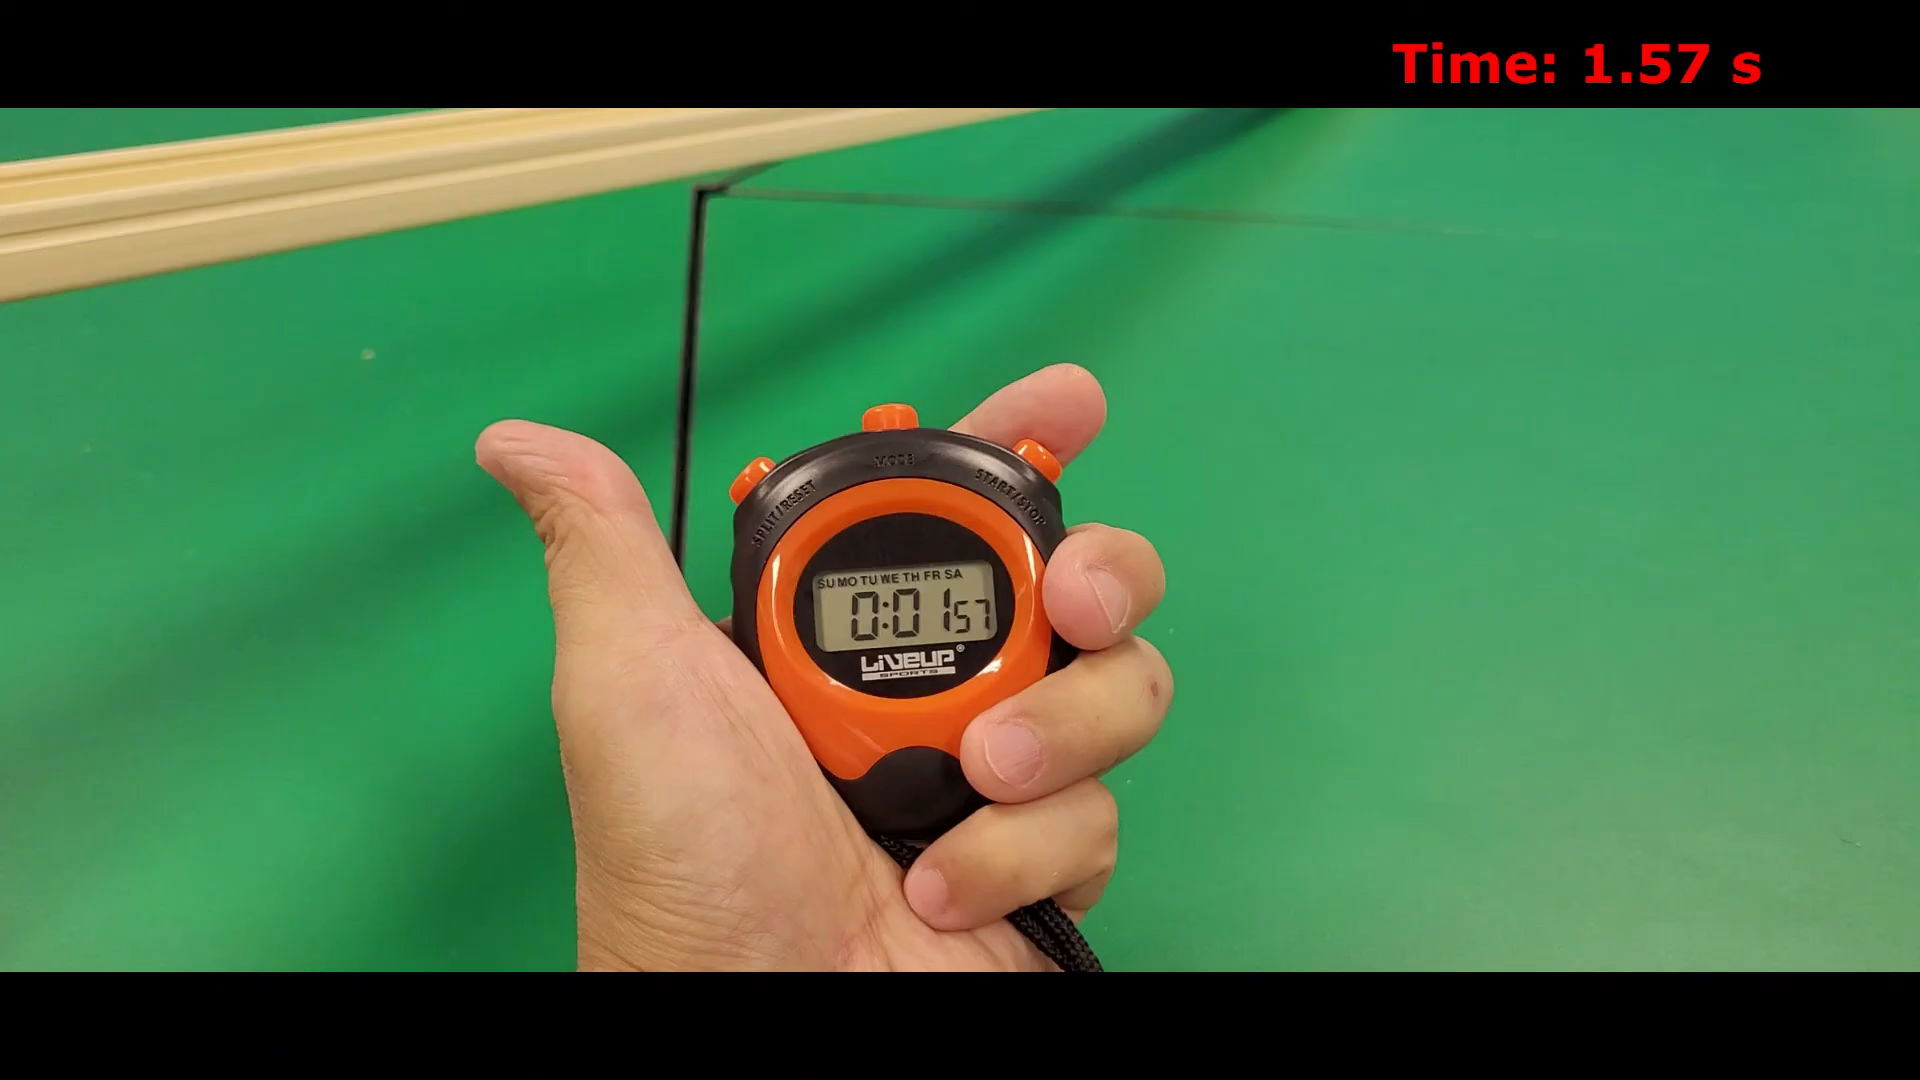 Time: 1.57 s
MODE
SPLIT/RESET
START/STOP
SU MO TU WE TH FR SA
0:01 57
LiVEUP®
SPORTS